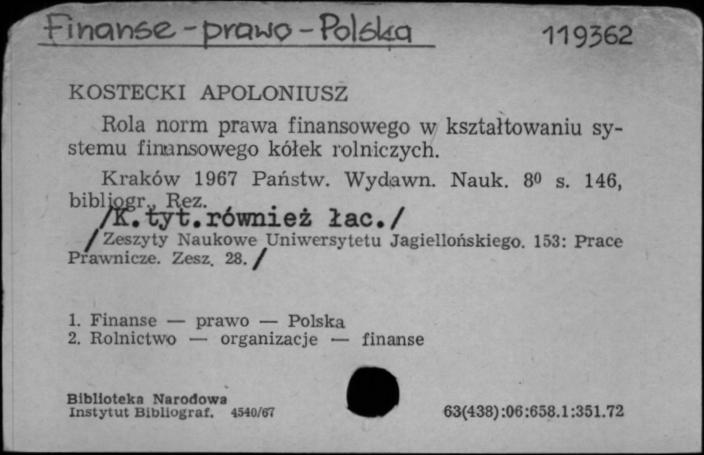 Finanse - prawo - Polska 119362
KOSTECKI APOLONIUSZ
Rola norm prawa finansowego w kształtowaniu sy-
stemu finansowego kółek rolniczych.
Kraków 1967 Państw. Wydawn. Nauk. 8⁰ s. 146,
bibliogr., Rez.
/K.tyt.również łac./
/Zeszyty Naukowe Uniwersytetu Jagiellońskiego. 153: Prace
Prawnicze. Zesz. 28./
1. Finanse — prawo — Polska
2. Rolnictwo — organizacje — finanse
Biblioteka Narodowa
Instytut Bibliograf. 4540/67 63(438):06:658.1:351.72